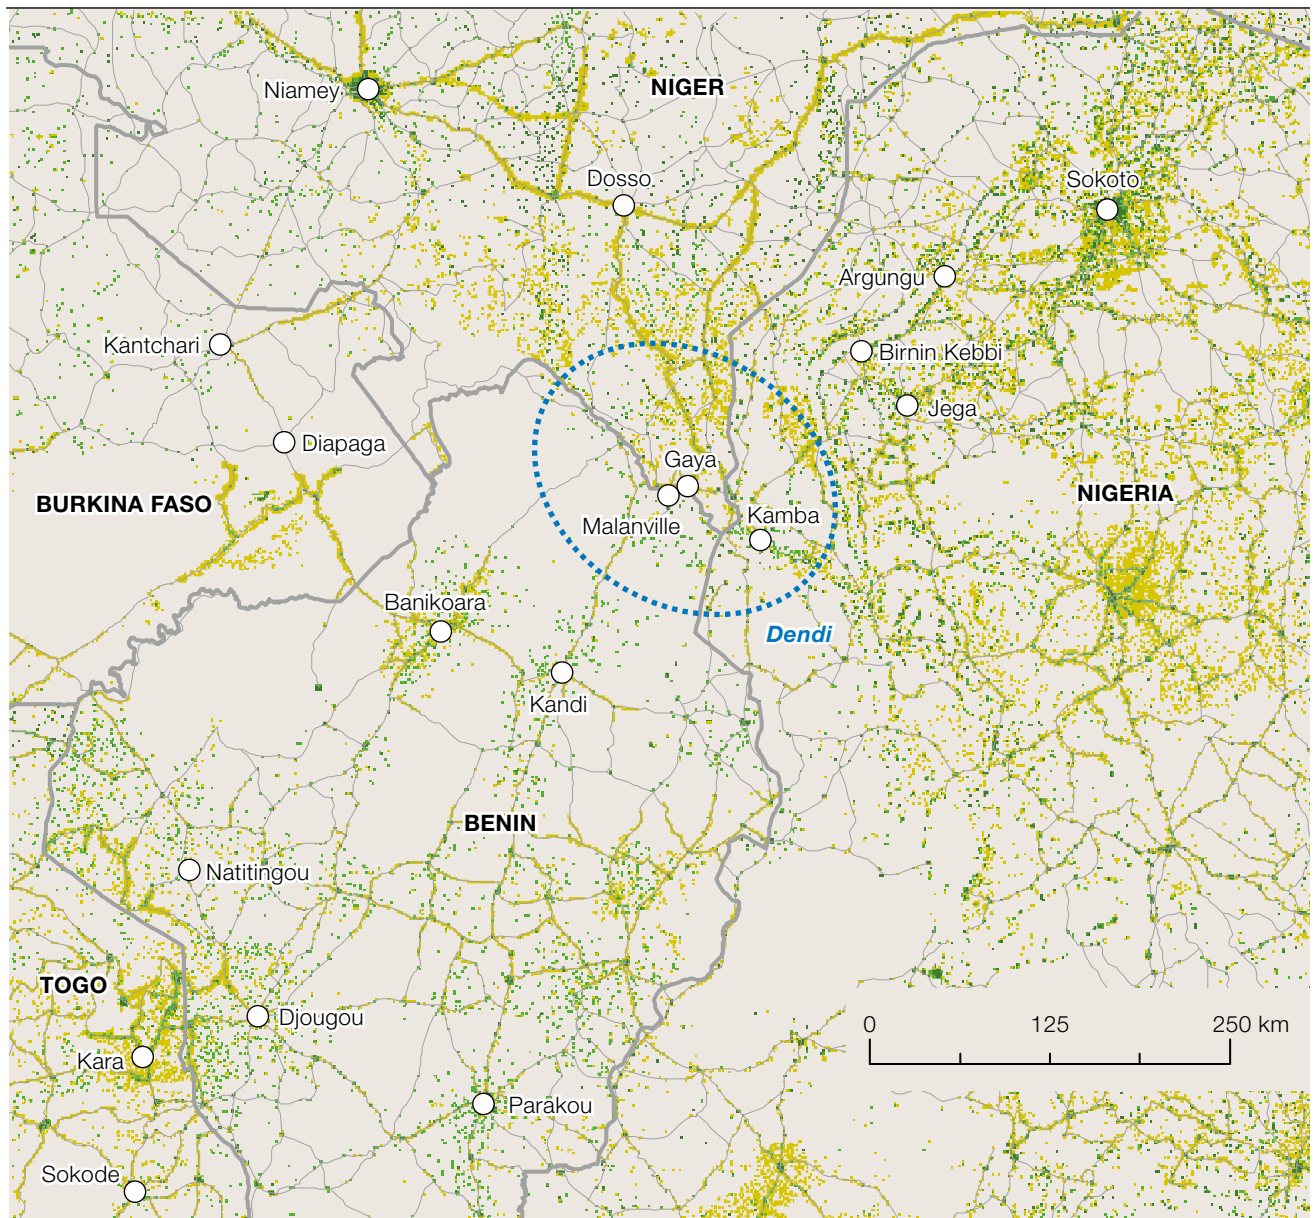 NIGER
Niamey
Dosso
Sokoto
Argungu
Kantchari
Birnin Kebbi
Jega
Diapaga
Gaya
NIGERIA
BURKINA FASO
Malanville
Kamba
Banikoara
Dendi
Kandi
BENIN
Natitingou
TOGO
Djougou
0 125 250 km
Kara
Parakou
Sokode